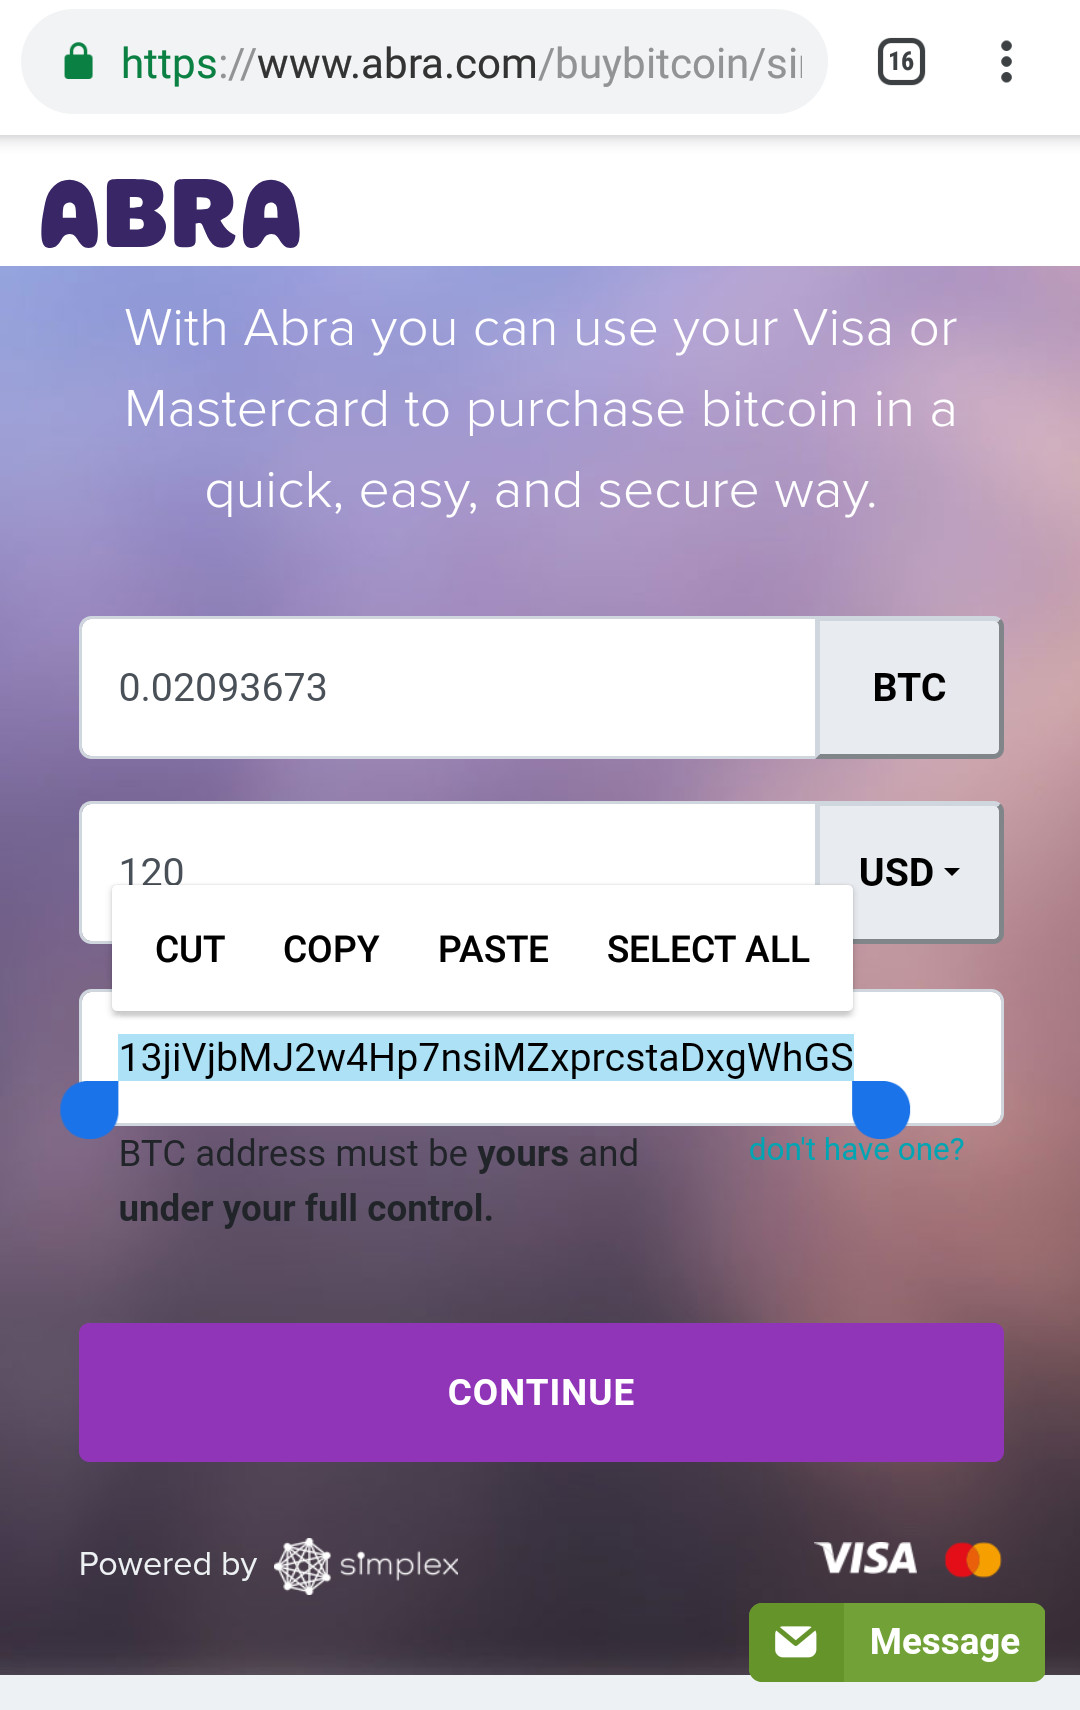 https://www.abra.com/buybitcoin/si
16
ABRA
With Abra you can use your Visa or
Mastercard to purchase bitcoin in a
quick, easy, and secure way.
0.02093673
BTC
120
USD
CUT COPY PASTE SELECT ALL
13jiVjbMJ2w4Hp7nsiMZxprcstaDxgWhGS
BTC address must be yours and
under your full control.
don't have one?
CONTINUE
Powered by simplex
VISA
Message